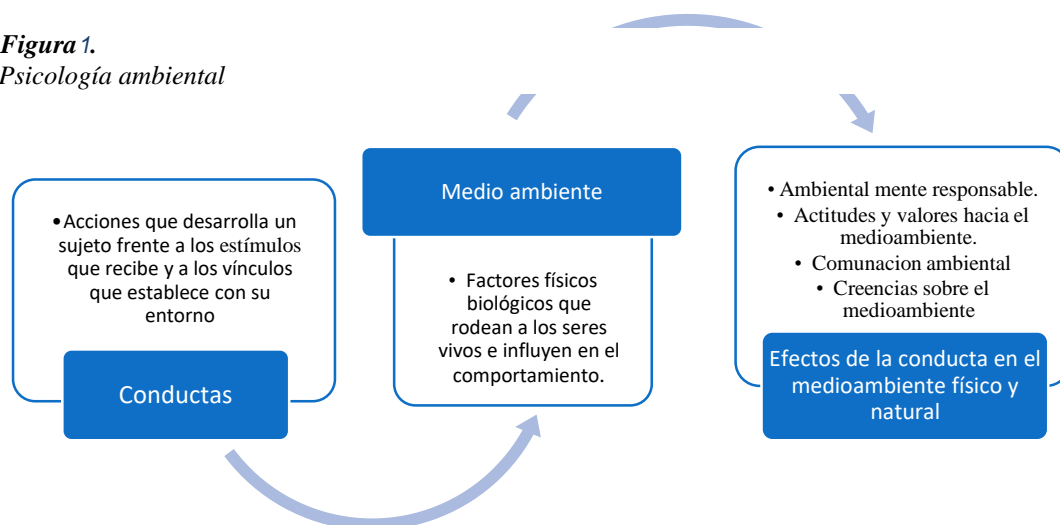 Figura 1.
Psicología ambiental
•Acciones que desarrolla un
sujeto frente a los estímulos
que recibe y a los vínculos
que establece con su
entorno
Conductas
Medio ambiente
• Factores físicos
biológicos que
rodean a los seres
vivos e influyen en el
comportamiento.
• Ambiental mente responsable.
• Actitudes y valores hacia el
medioambiente.
• Comunacion ambiental
• Creencias sobre el
medioambiente
Efectos de la conducta en el
medioambiente físico y
natural